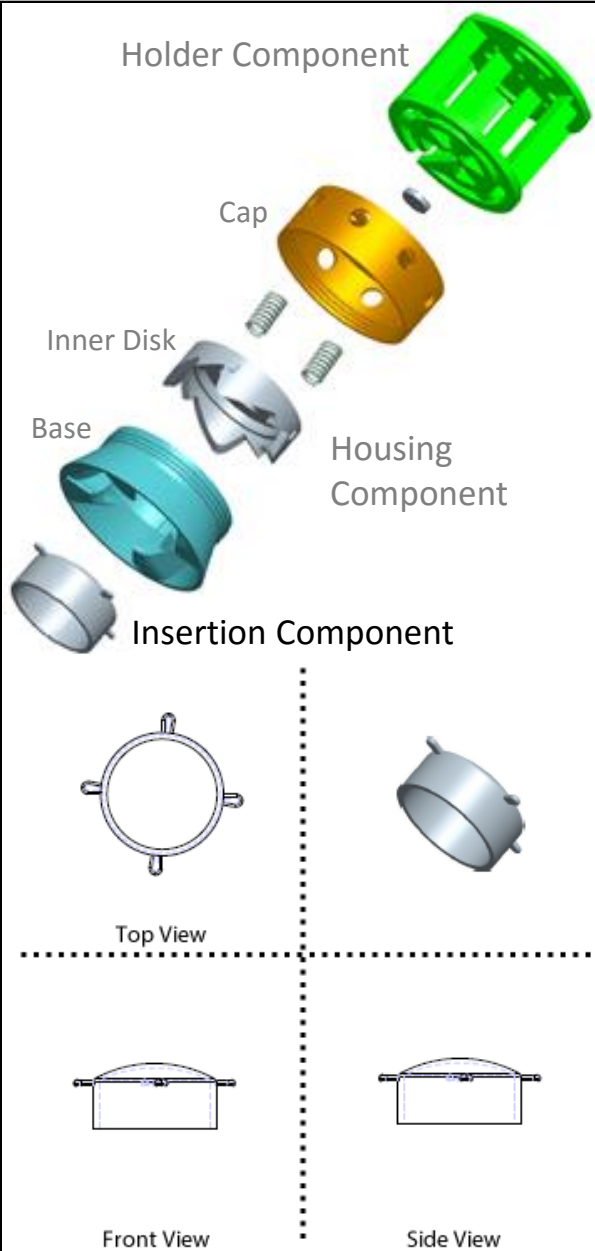 Holder Component
Cap
Inner Disk
Base
Housing
Component
Insertion Component
Top View
Front View
Side View